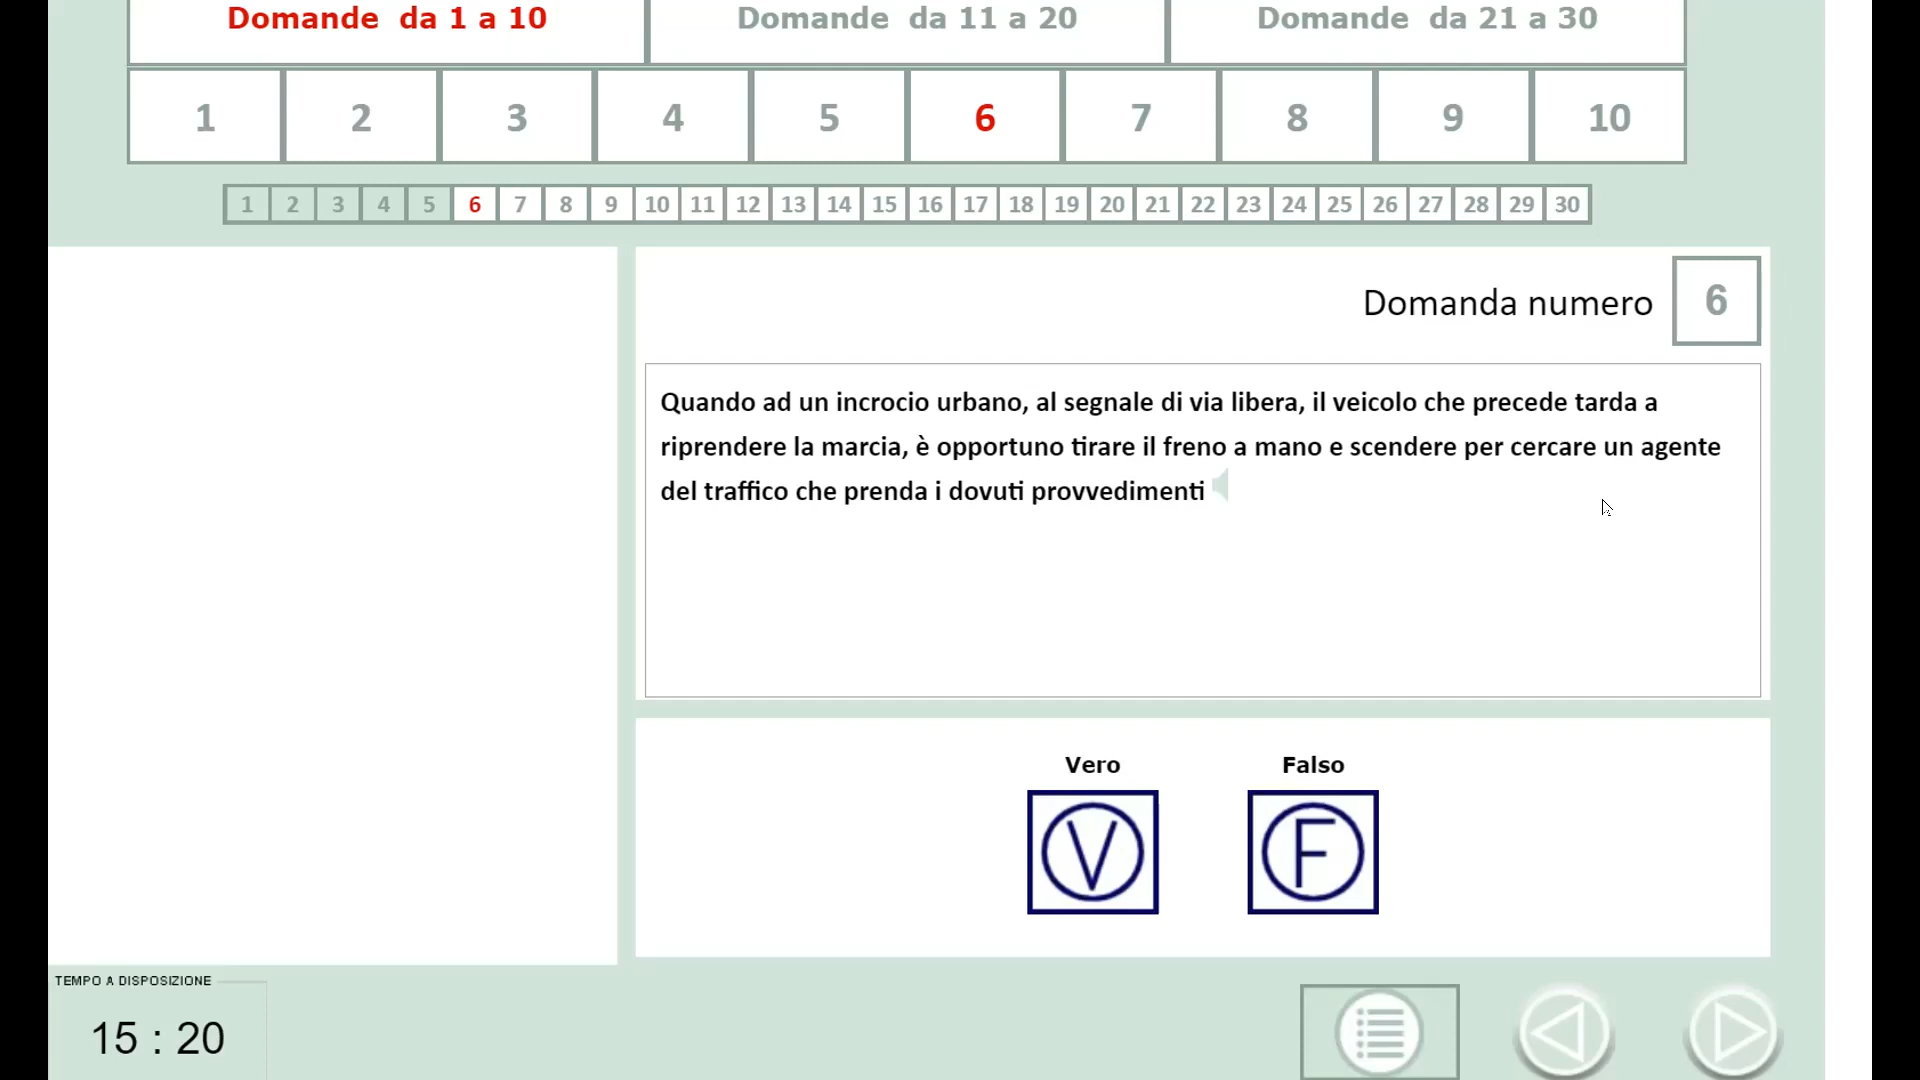 Domande da 1 a 10
Domande da 11 a 20
Domande da 21 a 30
1 2 3 4 5 6 7 8 9 10
1 2 3 4 5 6 7 8 9 10 11 12 13 14 15 16 17 18 19 20 21 22 23 24 25 26 27 28 29 30
Domanda numero 6
Quando ad un incrocio urbano, al segnale di via libera, il veicolo che precede tarda a
riprendere la marcia, è opportuno tirare il freno a mano e scendere per cercare un agente
del traffico che prenda i dovuti provvedimenti
Vero Falso
V F
TEMPO A DISPOSIZIONE
15 : 20